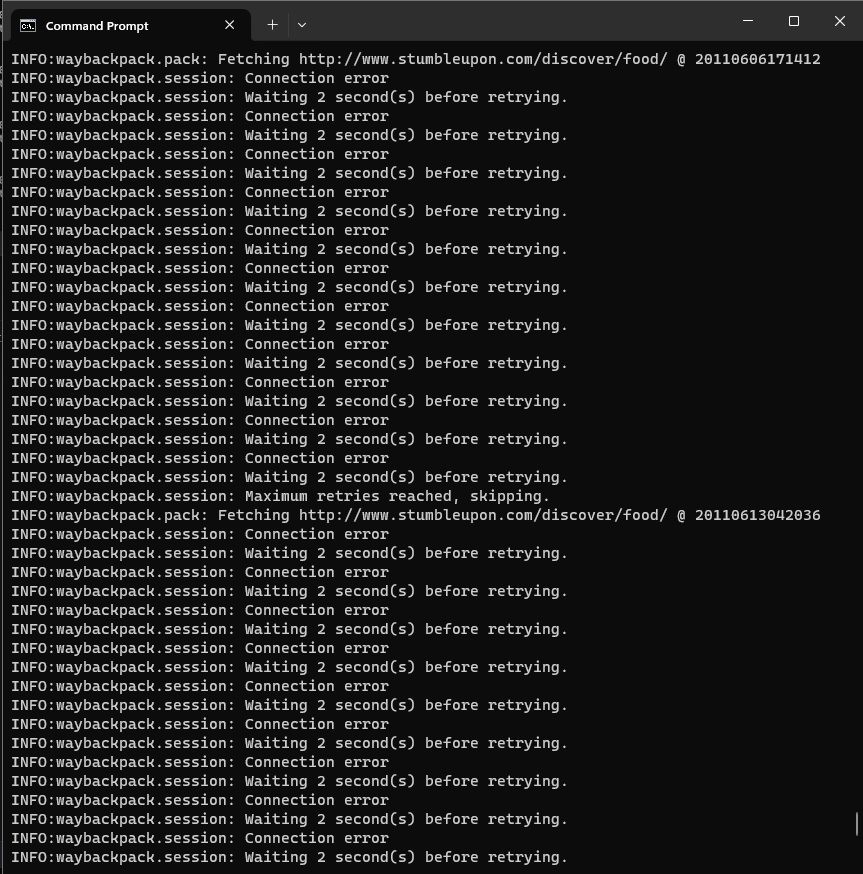 Command Prompt
INFO:waybackpack.pack: Fetching http://www.stumbleupon.com/discover/food/ @ 20110606171412
INFO:waybackpack.session: Connection error
INFO:waybackpack.session: Waiting 2 second(s) before retrying.
INFO:waybackpack.session: Connection error
INFO:waybackpack.session: Waiting 2 second(s) before retrying.
INFO:waybackpack.session: Connection error
INFO:waybackpack.session: Waiting 2 second(s) before retrying.
INFO:waybackpack.session: Connection error
INFO:waybackpack.session: Waiting 2 second(s) before retrying.
INFO:waybackpack.session: Connection error
INFO:waybackpack.session: Waiting 2 second(s) before retrying.
INFO:waybackpack.session: Connection error
INFO:waybackpack.session: Waiting 2 second(s) before retrying.
INFO:waybackpack.session: Connection error
INFO:waybackpack.session: Waiting 2 second(s) before retrying.
INFO:waybackpack.session: Connection error
INFO:waybackpack.session: Waiting 2 second(s) before retrying.
INFO:waybackpack.session: Connection error
INFO:waybackpack.session: Waiting 2 second(s) before retrying.
INFO:waybackpack.session: Connection error
INFO:waybackpack.session: Waiting 2 second(s) before retrying.
INFO:waybackpack.session: Connection error
INFO:waybackpack.session: Waiting 2 second(s) before retrying.
INFO:waybackpack.session: Maximum retries reached, skipping.
INFO:waybackpack.pack: Fetching http://www.stumbleupon.com/discover/food/ @ 20110613042036
INFO:waybackpack.session: Connection error
INFO:waybackpack.session: Waiting 2 second(s) before retrying.
INFO:waybackpack.session: Connection error
INFO:waybackpack.session: Waiting 2 second(s) before retrying.
INFO:waybackpack.session: Connection error
INFO:waybackpack.session: Waiting 2 second(s) before retrying.
INFO:waybackpack.session: Connection error
INFO:waybackpack.session: Waiting 2 second(s) before retrying.
INFO:waybackpack.session: Connection error
INFO:waybackpack.session: Waiting 2 second(s) before retrying.
INFO:waybackpack.session: Connection error
INFO:waybackpack.session: Waiting 2 second(s) before retrying.
INFO:waybackpack.session: Connection error
INFO:waybackpack.session: Waiting 2 second(s) before retrying.
INFO:waybackpack.session: Connection error
INFO:waybackpack.session: Waiting 2 second(s) before retrying.
INFO:waybackpack.session: Connection error
INFO:waybackpack.session: Waiting 2 second(s) before retrying.